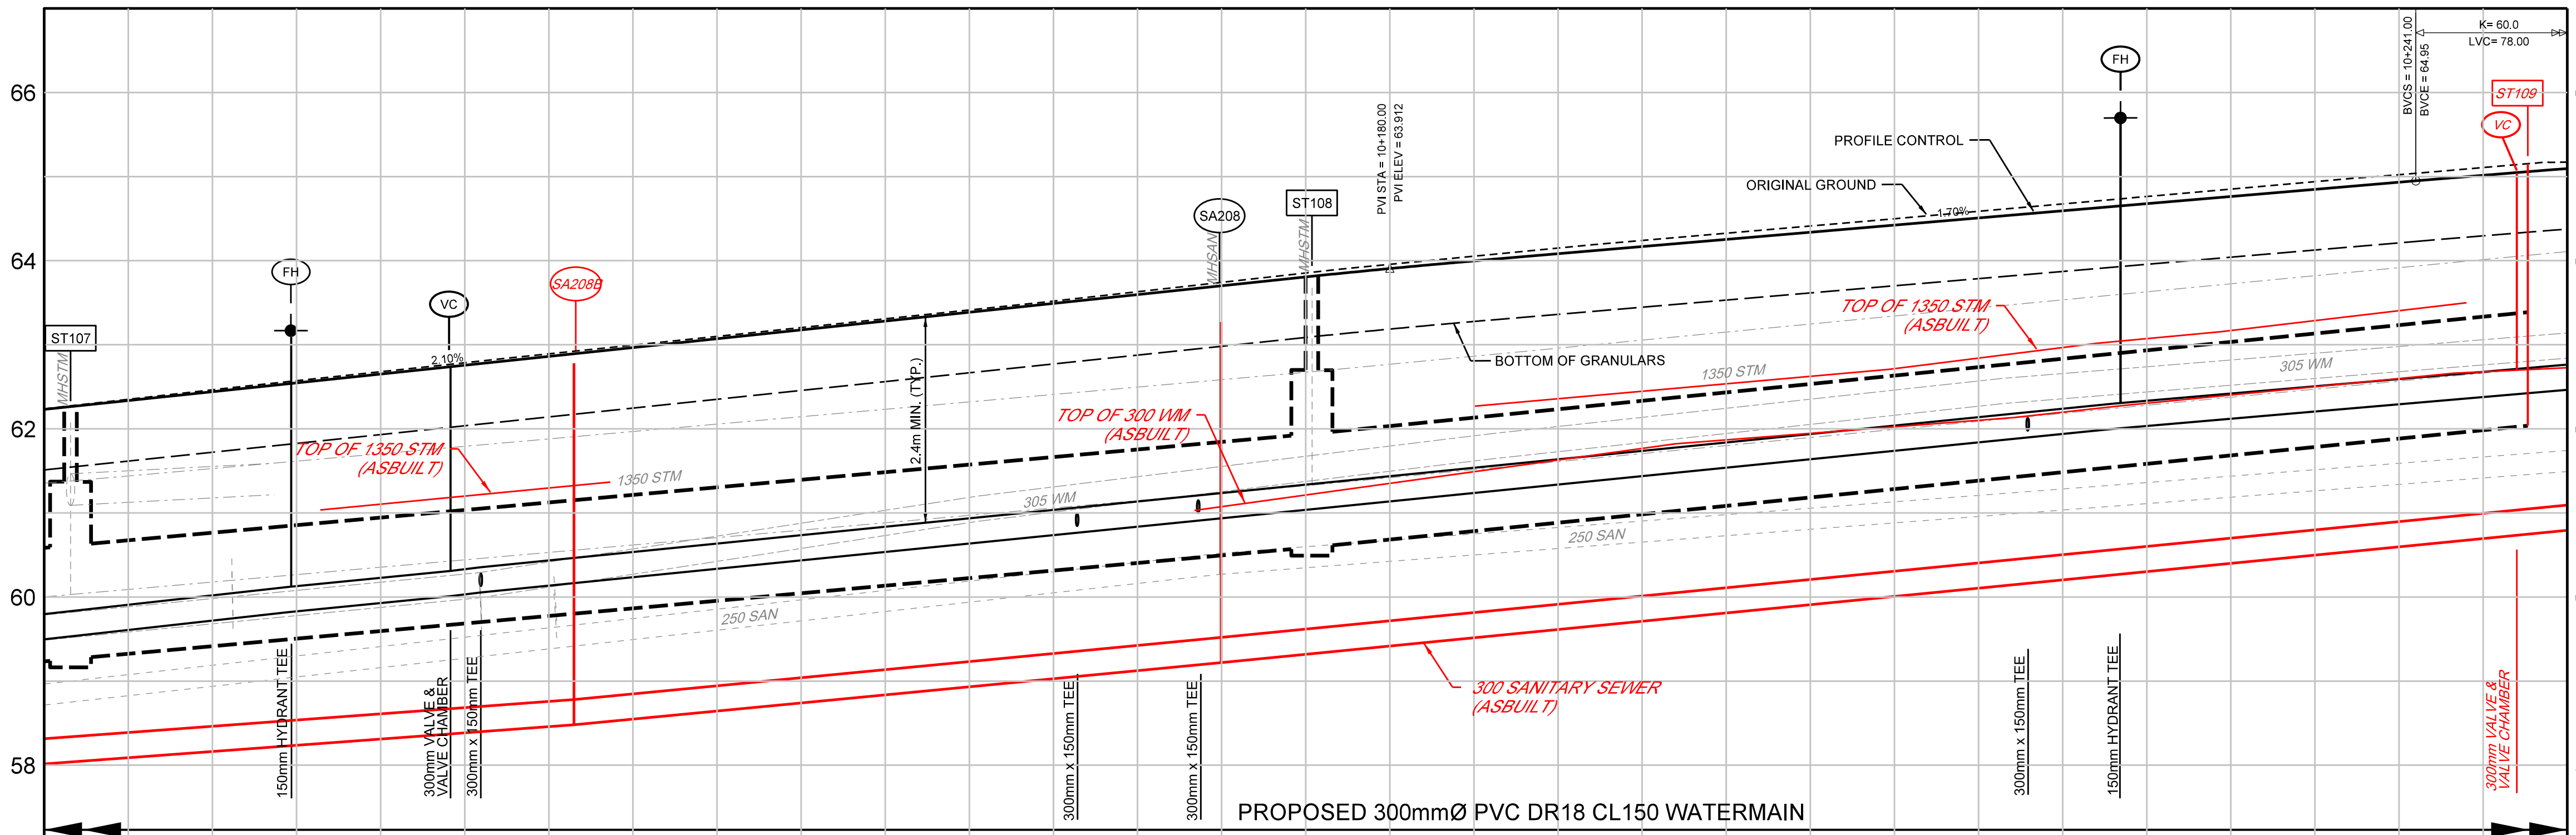 BVCS = 10+241.00
BVCE = 64.95
K= 60.0
LVC= 78.00
66
FH
ST109
VC
PVI STA = 10+180.00
PVI ELEV = 63.912
PROFILE CONTROL
ORIGINAL GROUND
1.70%
ST108
SA208
MHSAN
MHSTM
64
FH
SA208B
VC
ST107
MHSTM
2.10%
2.4m MIN. (TYP.)
BOTTOM OF GRANULARS
TOP OF 1350 STM
(ASBUILT)
1350 STM
305 WM
62
TOP OF 300 WM
(ASBUILT)
TOP OF 1350 STM
(ASBUILT)
1350 STM
305 WM
250 SAN
60
250 SAN
150mm HYDRANT TEE
300mm VALVE &
VALVE CHAMBER
300mm x 150mm TEE
300mm x 150mm TEE
300mm x 150mm TEE
300 SANITARY SEWER
(ASBUILT)
300mm x 150mm TEE
150mm HYDRANT TEE
300mm VALVE &
VALVE CHAMBER
58
PROPOSED 300mmØ PVC DR18 CL150 WATERMAIN